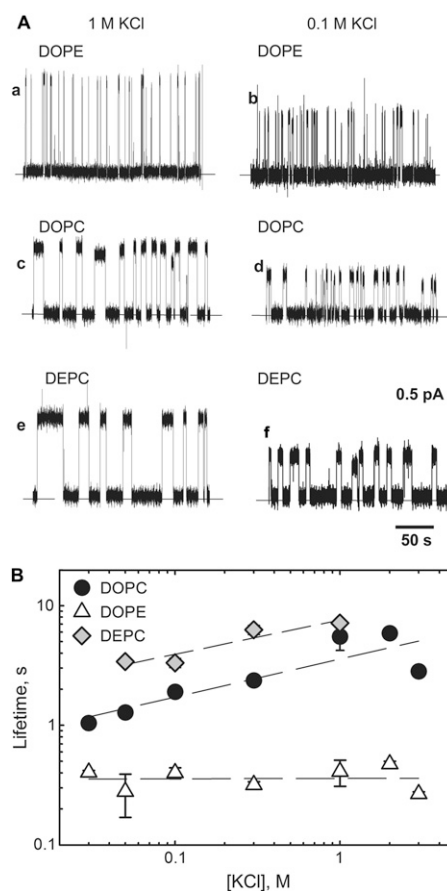 A
1 M KCl
0.1 M KCl
DOPE
a
b
DOPC
DOPC
c
d
DEPC
DEPC
0.5 pA
e
f
50 s
B
DOPC
DOPE
DEPC
10
1
0.1
Lifetime, s
0.1
1
[KCl], M